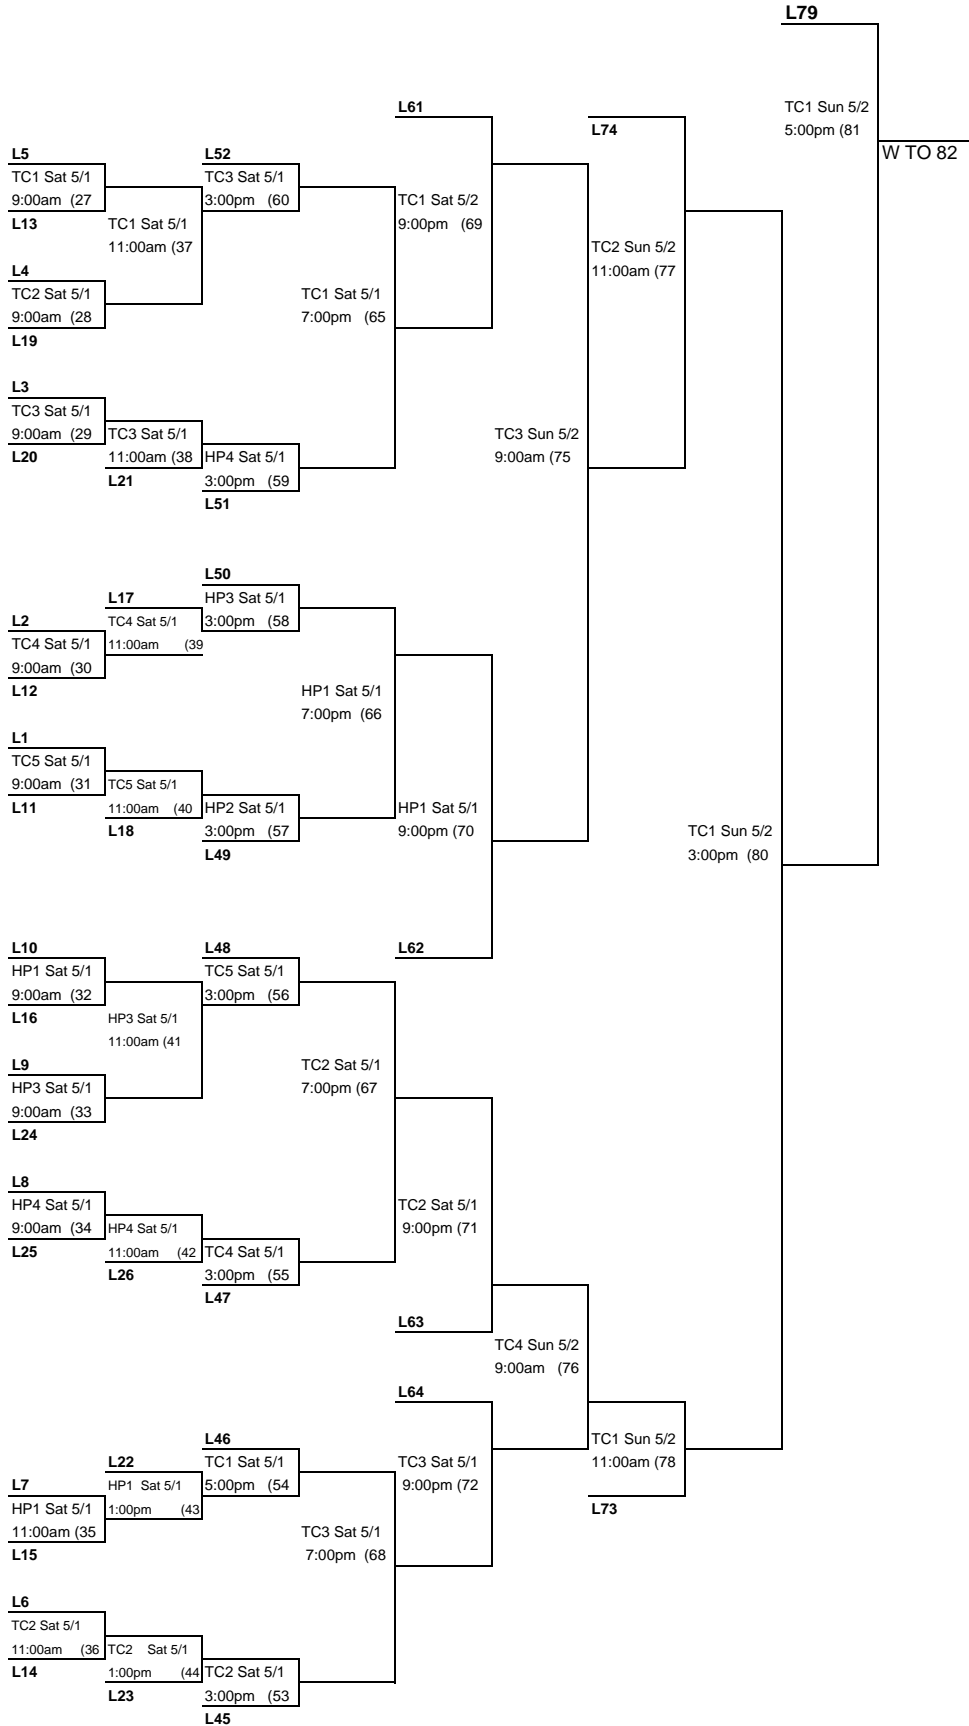 L79
TC1 Sun 5/2
5:00pm (81
W TO 82
L61
L74
L5
TC1 Sat 5/1
9:00am (27
L13
L52
TC3 Sat 5/1
3:00pm (60
TC1 Sat 5/1
11:00am (37
TC1 Sat 5/2
9:00pm (69
L4
TC2 Sat 5/1
9:00am (28
L19
TC1 Sat 5/1
7:00pm (65
TC2 Sun 5/2
11:00am (77
L3
TC3 Sat 5/1
9:00am (29
L20
TC3 Sat 5/1
11:00am (38
L21
HP4 Sat 5/1
3:00pm (59
L51
TC3 Sun 5/2
9:00am (75
L50
HP3 Sat 5/1
3:00pm (58
L17
TC4 Sat 5/1
11:00am (39
L2
TC4 Sat 5/1
9:00am (30
L12
HP1 Sat 5/1
7:00pm (66
L1
TC5 Sat 5/1
9:00am (31
L11
TC5 Sat 5/1
11:00am (40
L18
HP2 Sat 5/1
3:00pm (57
L49
HP1 Sat 5/1
9:00pm (70
TC1 Sun 5/2
3:00pm (80
L62
L10
HP1 Sat 5/1
9:00am (32
L16
L48
TC5 Sat 5/1
3:00pm (56
HP3 Sat 5/1
11:00am (41
L9
HP3 Sat 5/1
9:00am (33
L24
TC2 Sat 5/1
7:00pm (67
L8
HP4 Sat 5/1
9:00am (34
L25
HP4 Sat 5/1
11:00am (42
L26
TC4 Sat 5/1
3:00pm (55
L47
TC2 Sat 5/1
9:00pm (71
L63
TC4 Sun 5/2
9:00am (76
L64
L46
TC1 Sat 5/1
5:00pm (54
L22
HP1 Sat 5/1
1:00pm (43
L7
HP1 Sat 5/1
11:00am (35
L15
TC3 Sat 5/1
9:00pm (72
TC1 Sun 5/2
11:00am (78
L73
TC3 Sat 5/1
7:00pm (68
L6
TC2 Sat 5/1
11:00am (36
L14
TC2 Sat 5/1
1:00pm (44
L23
TC2 Sat 5/1
3:00pm (53
L45